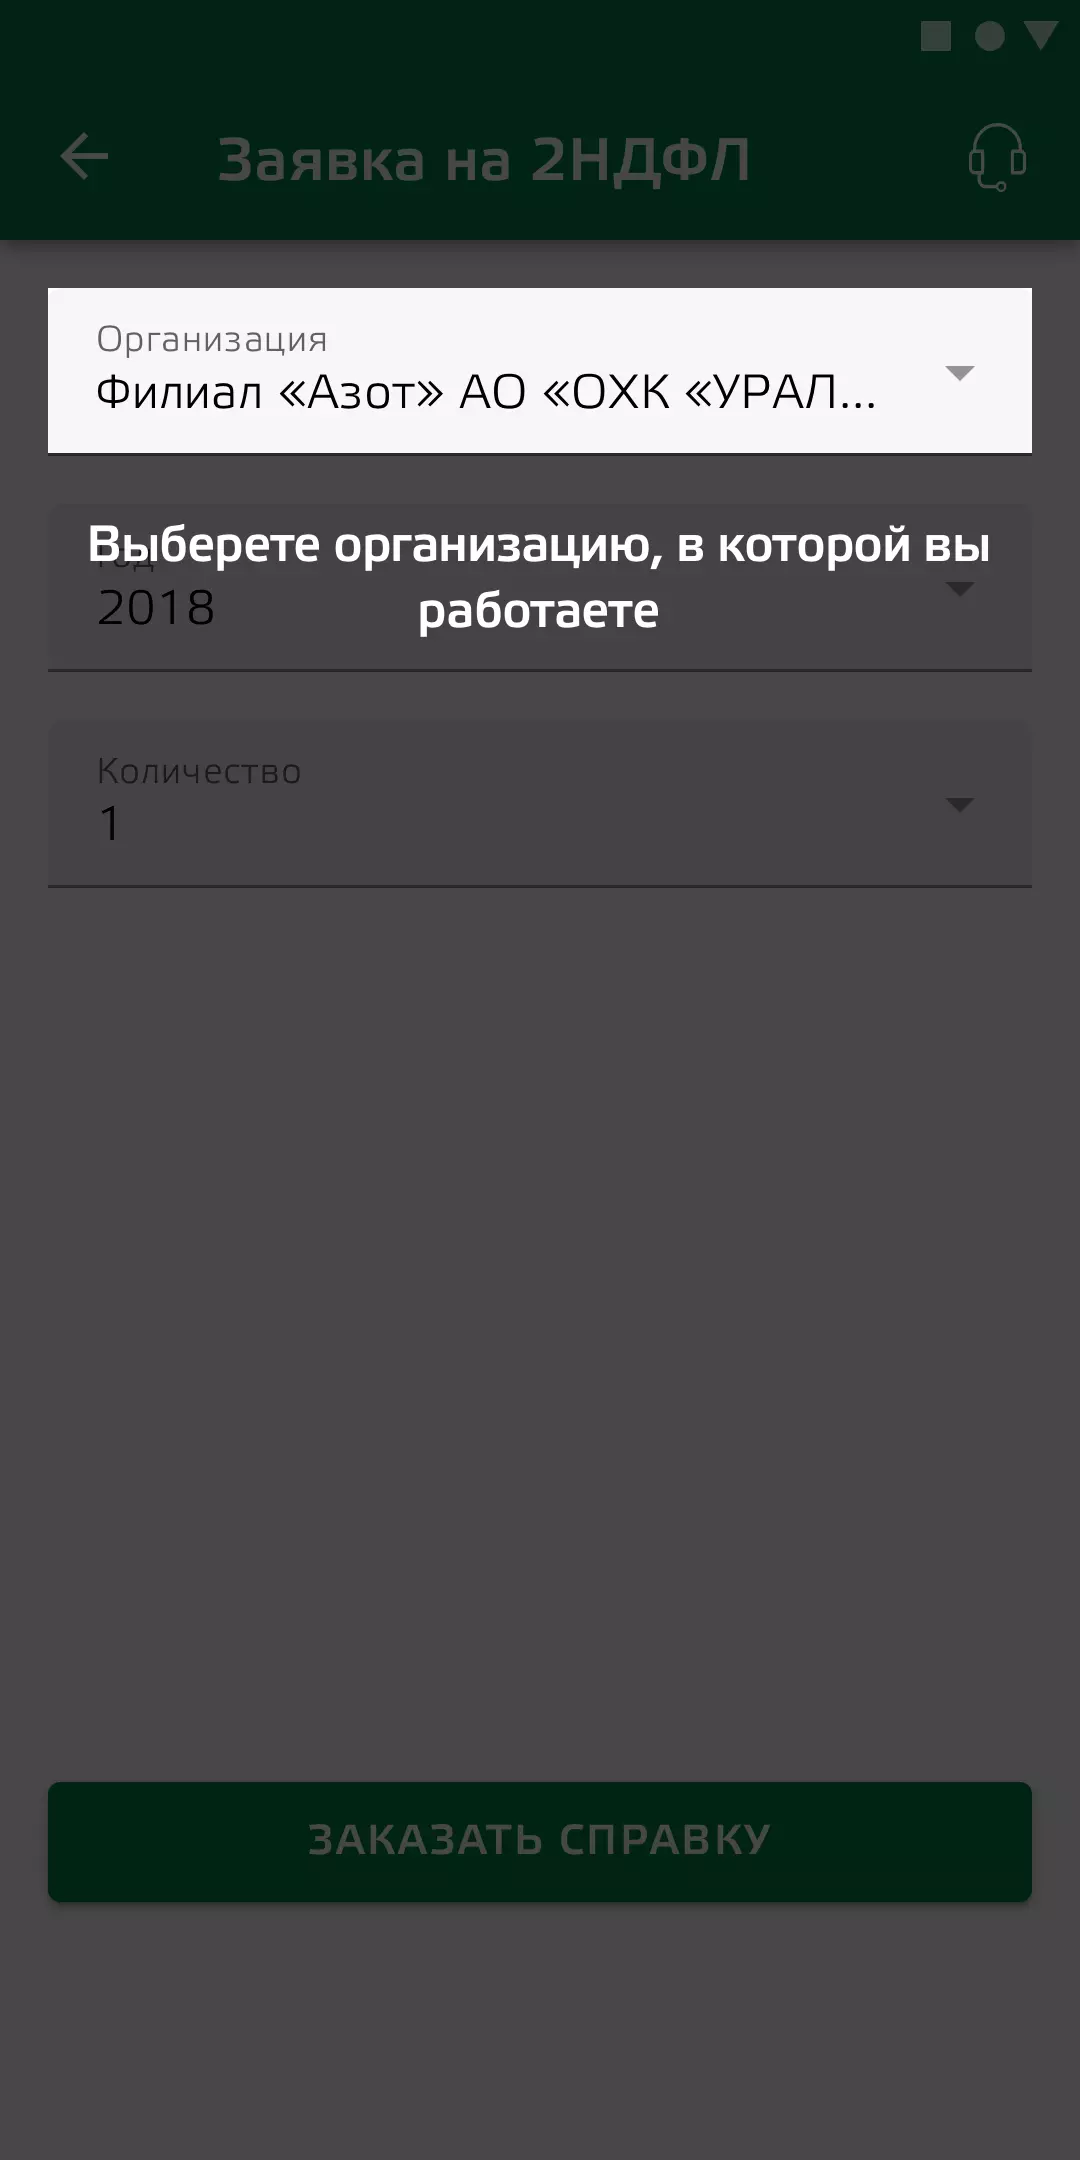 Заявка на 2НДФЛ
Организация
Филиал «Азот» АО «ОХК «УРАЛ...
Выберете организацию, в которой вы
работаете
Год
2018
Количество
1
ЗАКАЗАТЬ СПРАВКУ